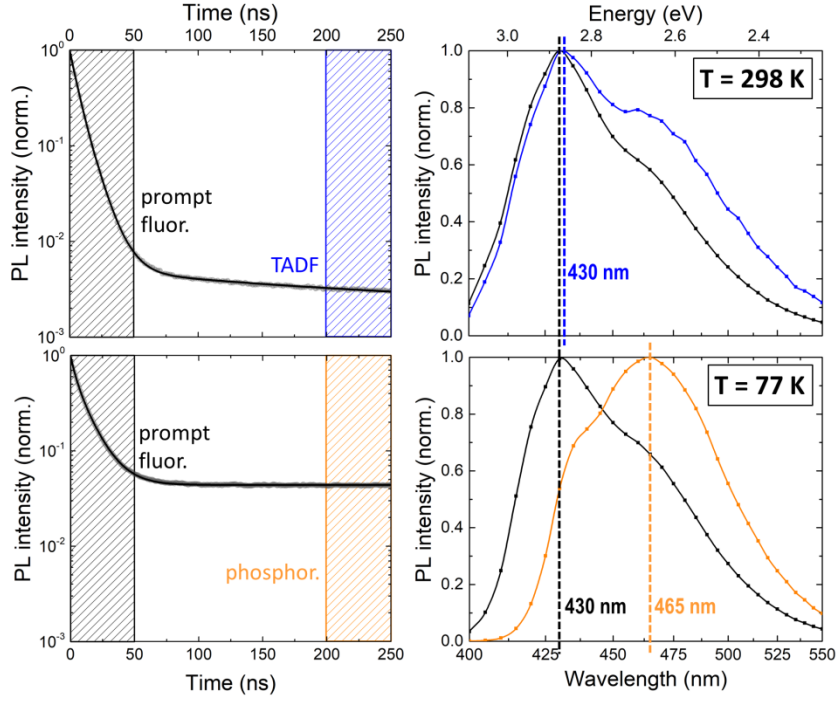 Time (ns)
0 50 100 150 200 250
PL intensity (norm.)
10^0
10^-1
10^-2
10^-3
prompt
fluor.
TADF
Energy (eV)
3 2.8 2.6 2.4
PL intensity (norm.)
1.0
0.8
0.6
0.4
0.2
0.0
T = 298 K
430 nm
PL intensity (norm.)
10^0
10^-1
10^-2
10^-3
prompt
fluor.
phosphor.
0 50 100 150 200 250
Time (ns)
PL intensity (norm.)
1.0
0.8
0.6
0.4
0.2
0.0
T = 77 K
430 nm
465 nm
400 425 450 475 500 525 550
Wavelength (nm)